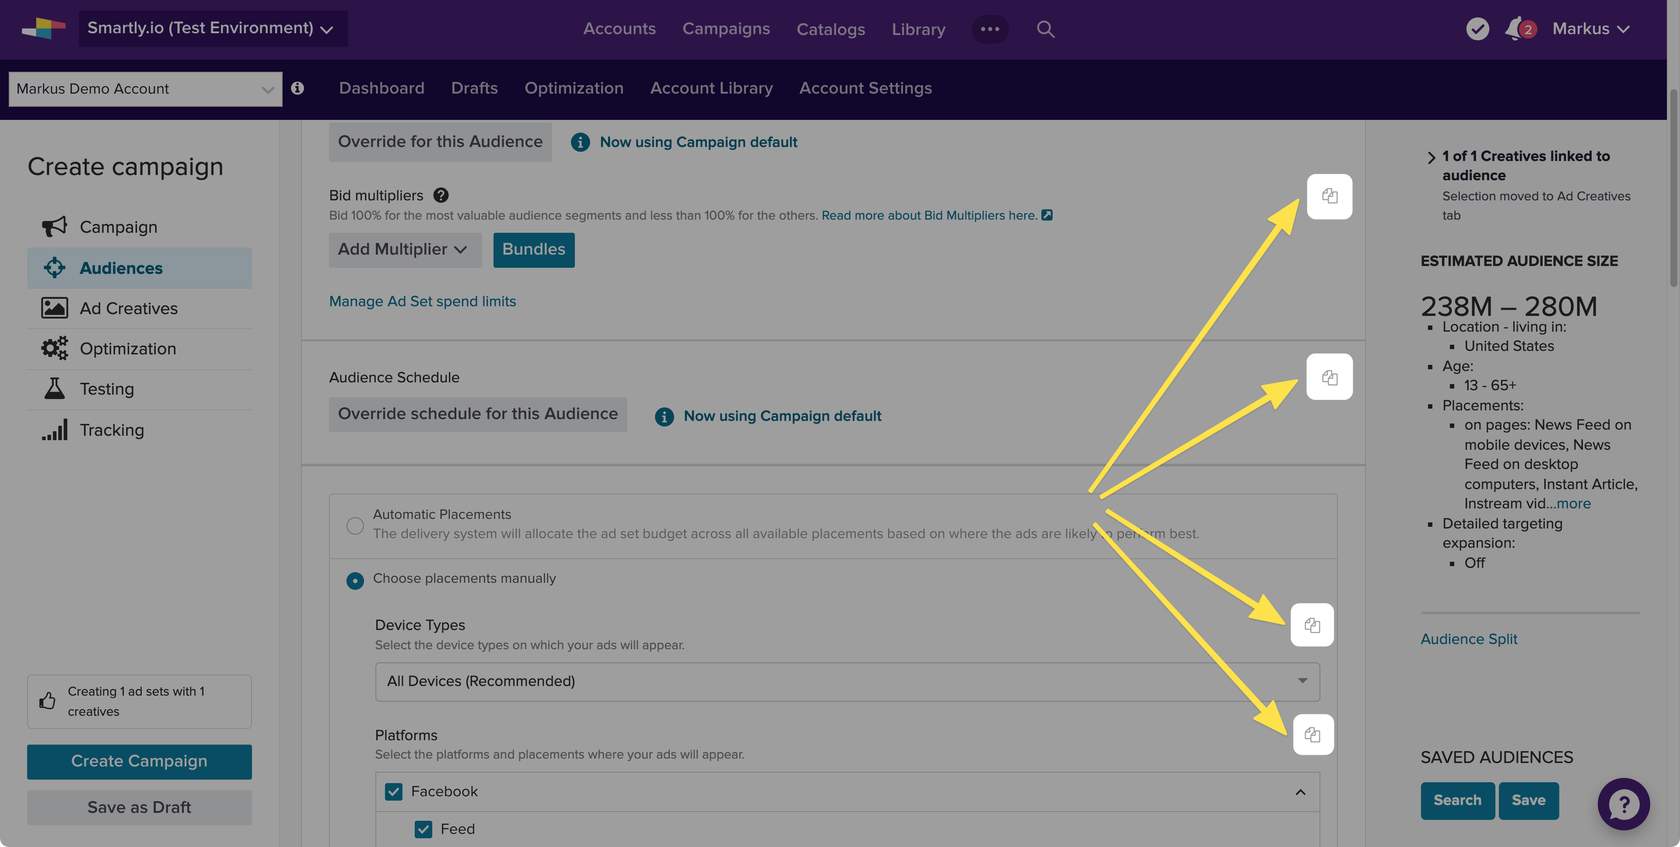 Smartly.io (Test Environment)
Accounts
Campaigns
Catalogs
Library
2
Markus
Markus Demo Account
Dashboard
Drafts
Optimization
Account Library
Account Settings
Create campaign
Campaign
Audiences
Ad Creatives
Optimization
Testing
Tracking
Creating 1 ad sets with 1
creatives
Create Campaign
Save as Draft
Override for this Audience
Now using Campaign default
Bid multipliers
Bid 100% for the most valuable audience segments and less than 100% for the others. Read more about Bid Multipliers here.
Add Multiplier
Bundles
Manage Ad Set spend limits
Audience Schedule
Override schedule for this Audience
Now using Campaign default
Automatic Placements
The delivery system will allocate the ad set budget across all available placements based on where the ads are likely to perform best.
Choose placements manually
Device Types
Select the device types on which your ads will appear.
All Devices (Recommended)
Platforms
Select the platforms and placements where your ads will appear.
Facebook
Feed
1 of 1 Creatives linked to
audience
Selection moved to Ad Creatives
tab
ESTIMATED AUDIENCE SIZE
238M – 280M
Location - living in:
United States
Age:
13 - 65+
Placements:
on pages: News Feed on
mobile devices, News
Feed on desktop
computers, Instant Article,
Instream vid...more
Detailed targeting
expansion:
Off
Audience Split
SAVED AUDIENCES
Search
Save